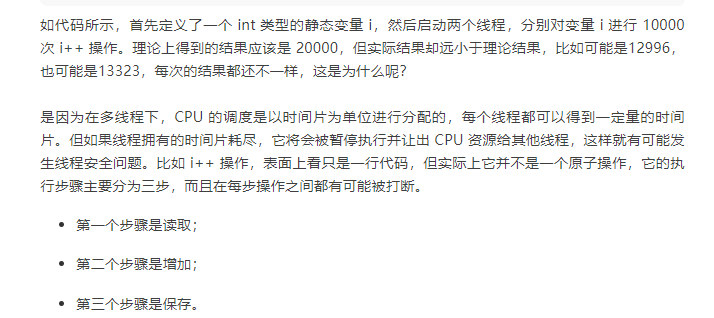 如代码所示，首先定义了一个 int 类型的静态变量 i，然后启动两个线程，分别对变量 i 进行 10000
次 i++ 操作。理论上得到的结果应该是 20000，但实际结果却远小于理论结果，比如可能是12996，
也可能是13323，每次的结果都还不一样，这是为什么呢？
是因为在多线程下，CPU 的调度是以时间片为单位进行分配的，每个线程都可以得到一定量的时间
片。但如果线程拥有的时间片耗尽，它将会被暂停执行并让出 CPU 资源给其他线程，这样就有可能发
生线程安全问题。比如 i++ 操作，表面上看只是一行代码，但实际上它并不是一个原子操作，它的执
行步骤主要分为三步，而且在每步操作之间都有可能被打断。
• 第一个步骤是读取；
• 第二个步骤是增加；
• 第三个步骤是保存。